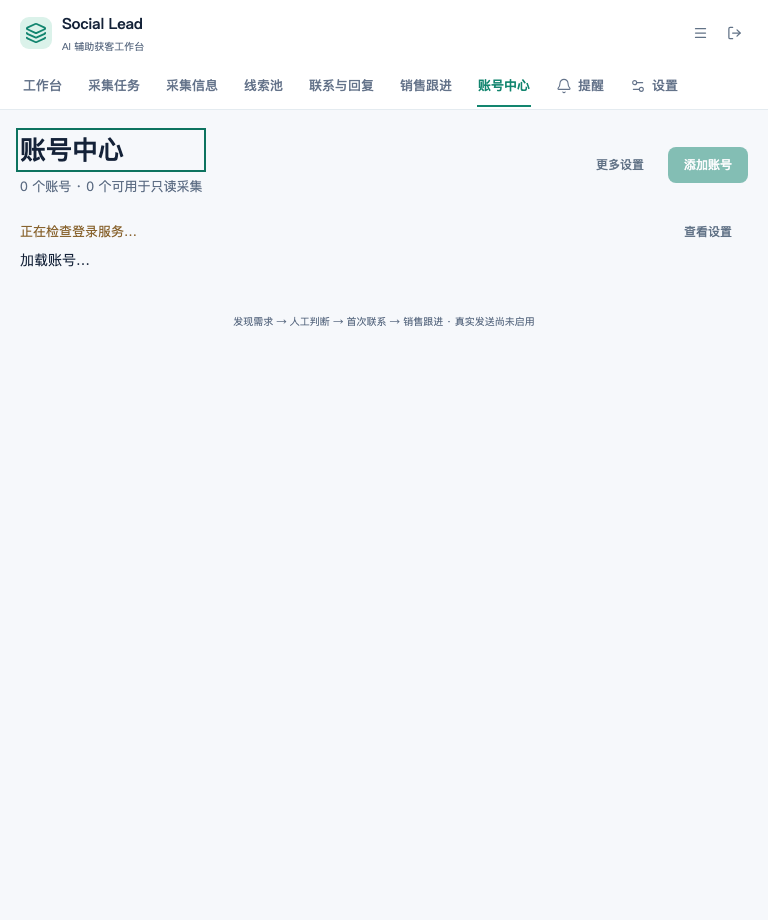 Social Lead
AI 辅助获客工作台
工作台 采集任务 采集信息 线索池 联系与回复 销售跟进 账号中心 提醒 设置
账号中心
0 个账号 · 0 个可用于只读采集
更多设置 添加账号
正在检查登录服务... 查看设置
加载账号...
发现需求 → 人工判断 → 首次联系 → 销售跟进 · 真实发送尚未启用